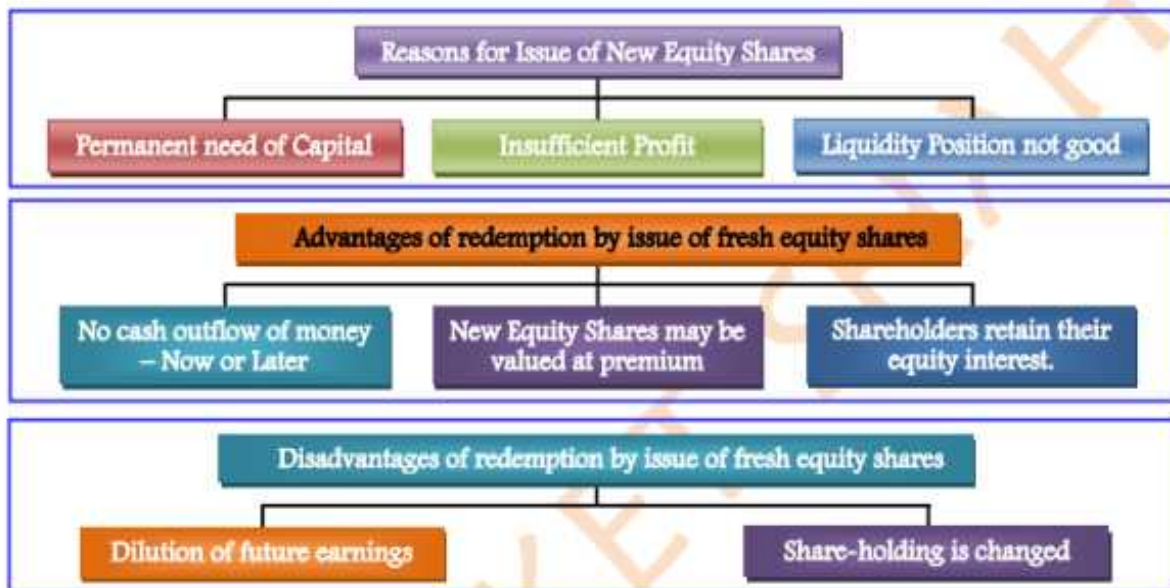 Reasons for Issue of New Equity Shares
Permanent need of Capital
Insufficient Profit
Liquidity Position not good
Advantages of redemption by issue of fresh equity shares
No cash outflow of money
– Now or Later
New Equity Shares may be
valued at premium
Shareholders retain their
equity interest.
Disadvantages of redemption by issue of fresh equity shares
Dilution of future earnings
Share-holding is changed